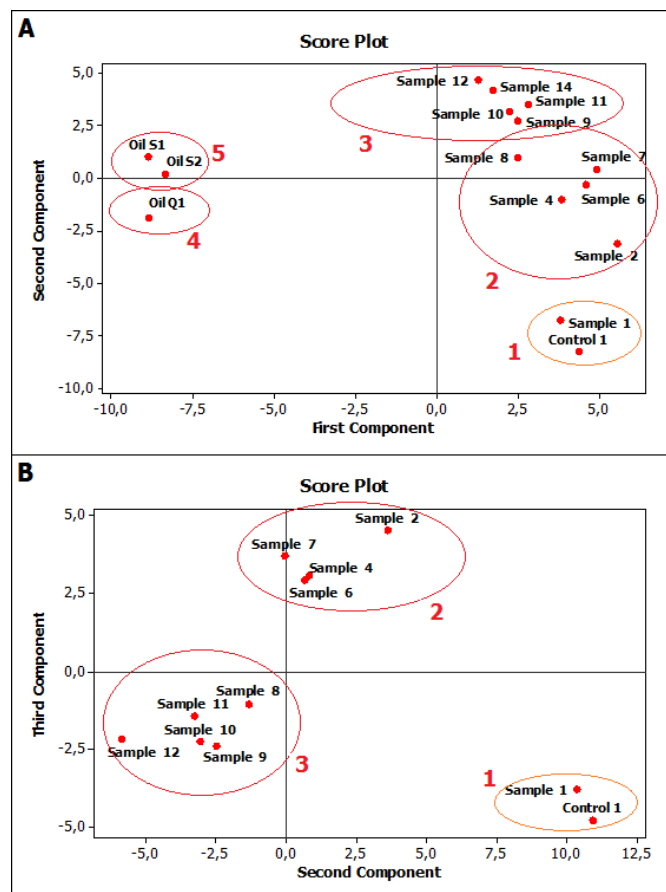 A
Score Plot
5,0
2,5
0,0
-2,5
-5,0
-7,5
-10,0
Second Component
Sample 12
Sample 14
Sample 11
Sample 10
Sample 9
3
Oil S1
Oil S2
5
Sample 8
Sample 7
Oil Q1
4
Sample 4
Sample 6
Sample 2
2
Sample 1
Control 1
1
-10,0 -7,5 -5,0 -2,5 0,0 2,5 5,0
First Component
B
Score Plot
5,0
2,5
0,0
-2,5
-5,0
Third Component
Sample 2
Sample 7
Sample 4
Sample 6
2
Sample 8
Sample 11
Sample 10
Sample 12
Sample 9
3
1
Sample 1
Control 1
-5,0 -2,5 0,0 2,5 5,0 7,5 10,0 12,5
Second Component